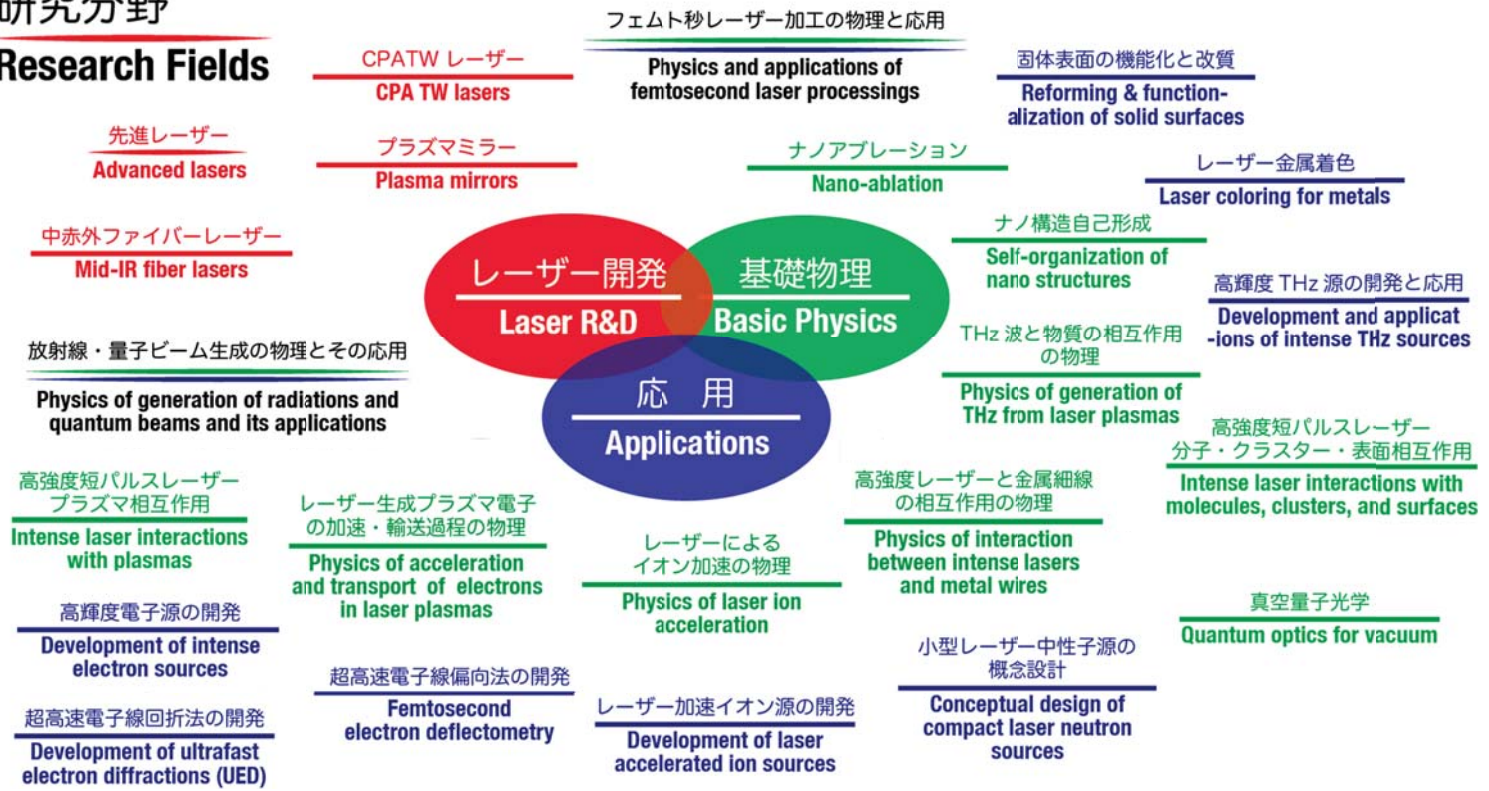 研究分野
Research Fields
CPATW レーザー
CPA TW lasers
フェムト秒レーザー加工の物理と応用
Physics and applications of
femtosecond laser processings
固体表面の機能化と改質
Reforming & function-
alization of solid surfaces
先進レーザー
Advanced lasers
プラズマミラー
Plasma mirrors
ナノアブレーション
Nano-ablation
レーザー金属着色
Laser coloring for metals
中赤外ファイバーレーザー
Mid-IR fiber lasers
レーザー開発
Laser R&D
基礎物理
Basic Physics
応 用
Applications
ナノ構造自己形成
Self-organization of
nano structures
高輝度 THz 源の開発と応用
Development and applicat
-ions of intense THz sources
放射線・量子ビーム生成の物理とその応用
Physics of generation of radiations and
quantum beams and its applications
THz 波と物質の相互作用
の物理
Physics of generation of
THz from laser plasmas
高強度短パルスレーザー
分子・クラスター・表面相互作用
Intense laser interactions with
molecules, clusters, and surfaces
高強度短パルスレーザー
プラズマ相互作用
Intense laser interactions
with plasmas
レーザー生成プラズマ電子
の加速・輸送過程の物理
Physics of acceleration
and transport of electrons
in laser plasmas
レーザーによる
イオン加速の物理
Physics of laser ion
acceleration
高強度レーザーと金属細線
の相互作用の物理
Physics of interaction
between intense lasers
and metal wires
真空量子光学
Quantum optics for vacuum
高輝度電子源の開発
Development of intense
electron sources
超高速電子線偏向法の開発
Femtosecond
electron deflectometry
レーザー加速イオン源の開発
Development of laser
accelerated ion sources
小型レーザー中性子源の
概念設計
Conceptual design of
compact laser neutron
sources
超高速電子線回折法の開発
Development of ultrafast
electron diffractions (UED)